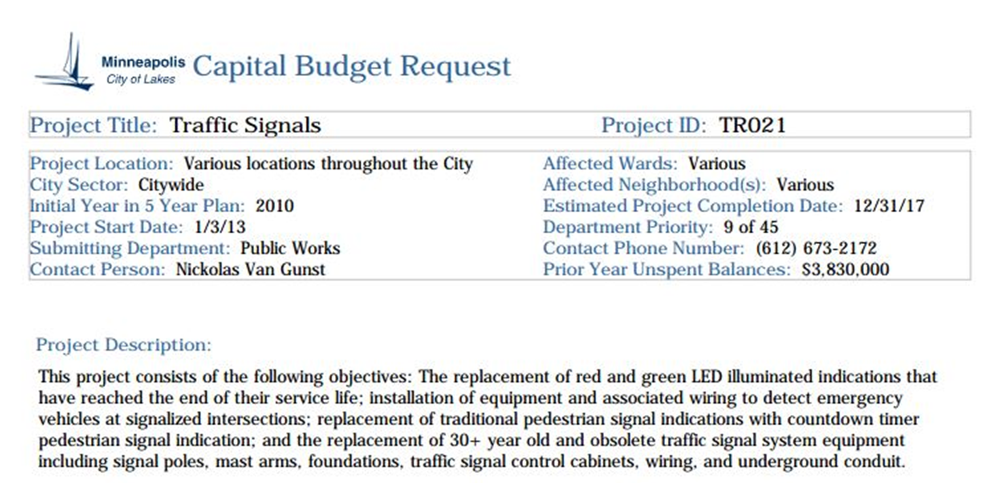 Minneapolis
City of Lakes
Capital Budget Request
Project Title: Traffic Signals Project ID: TR021
Project Location: Various locations throughout the City Affected Wards: Various
City Sector: Citywide Affected Neighborhood(s): Various
Initial Year in 5 Year Plan: 2010 Estimated Project Completion Date: 12/31/17
Project Start Date: 1/3/13 Department Priority: 9 of 45
Submitting Department: Public Works Contact Phone Number: (612) 673-2172
Contact Person: Nickolas Van Gunst Prior Year Unspent Balances: $3,830,000
Project Description:
This project consists of the following objectives: The replacement of red and green LED illuminated indications that
have reached the end of their service life; installation of equipment and associated wiring to detect emergency
vehicles at signalized intersections; replacement of traditional pedestrian signal indications with countdown timer
pedestrian signal indication; and the replacement of 30+ year old and obsolete traffic signal system equipment
including signal poles, mast arms, foundations, traffic signal control cabinets, wiring, and underground conduit.